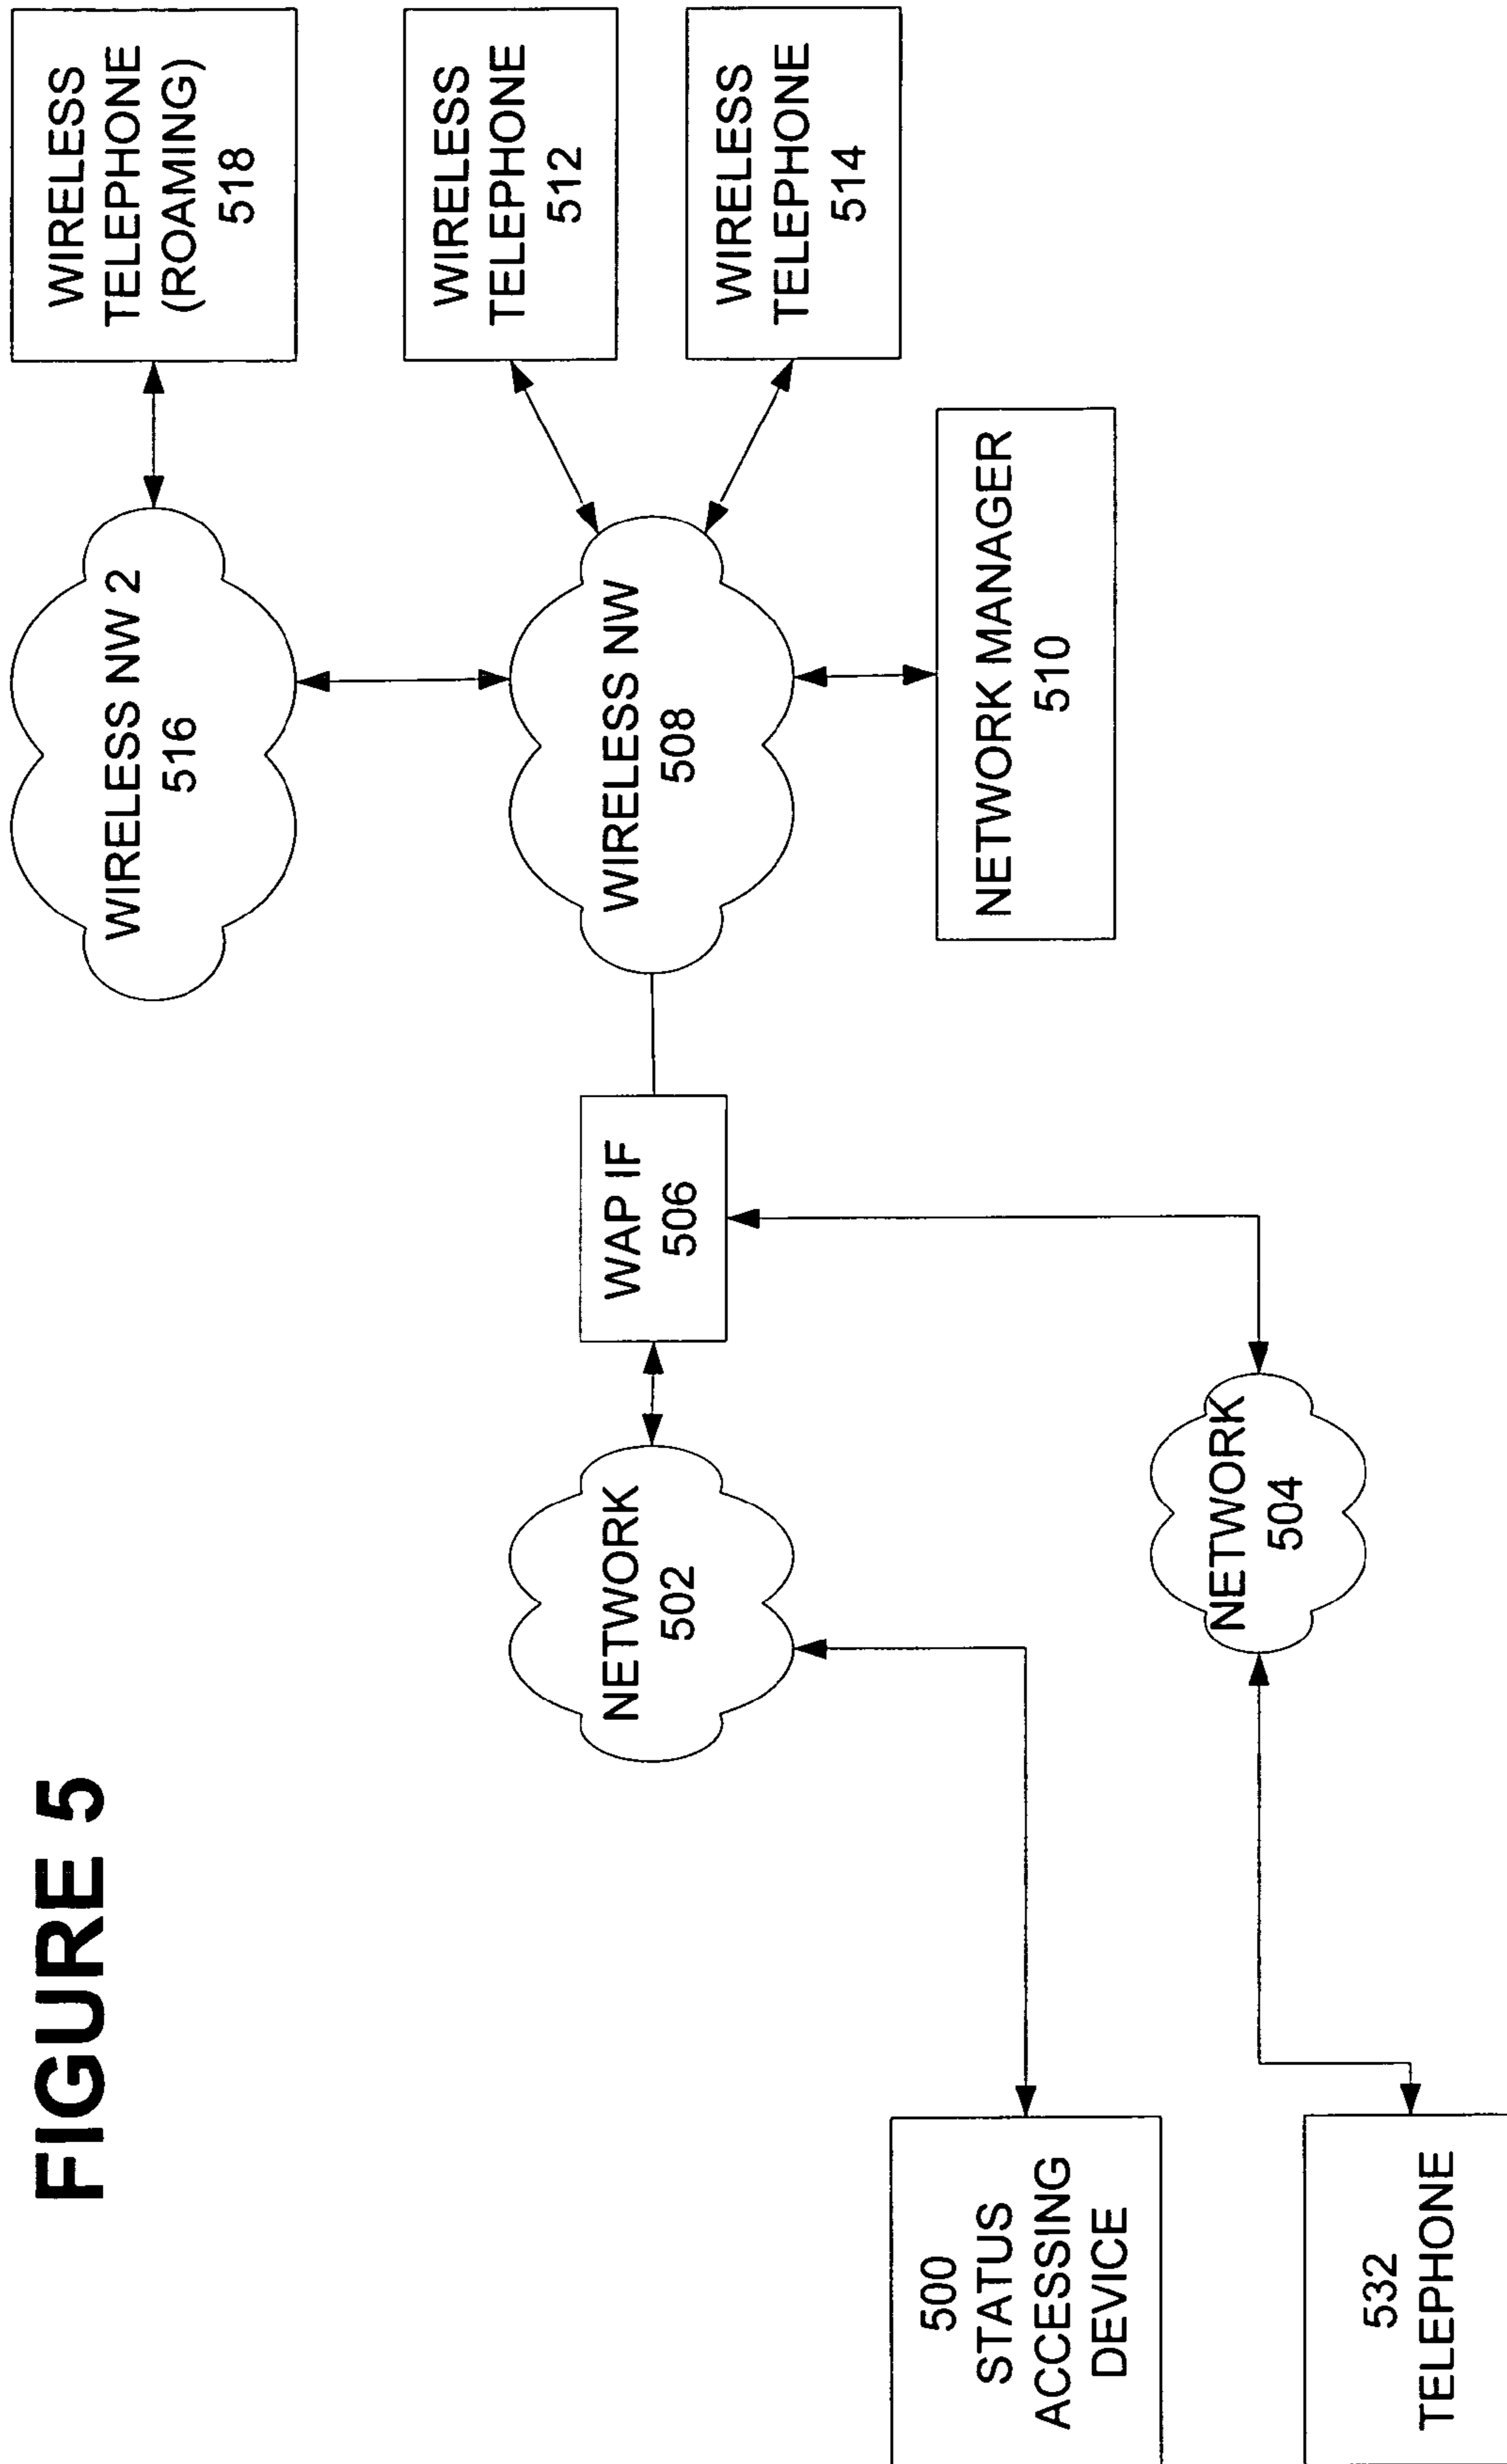 FIGURE 5
WIRELESS
TELEPHONE
(ROAMING)
518
WIRELESS NW 2
516
WIRELESS
TELEPHONE
512
WIRELESS
TELEPHONE
514
WIRELESS NW
508
NETWORK MANAGER
510
WAP IF
506
NETWORK
502
NETWORK
504
500
STATUS
ACCESSING
DEVICE
532
TELEPHONE